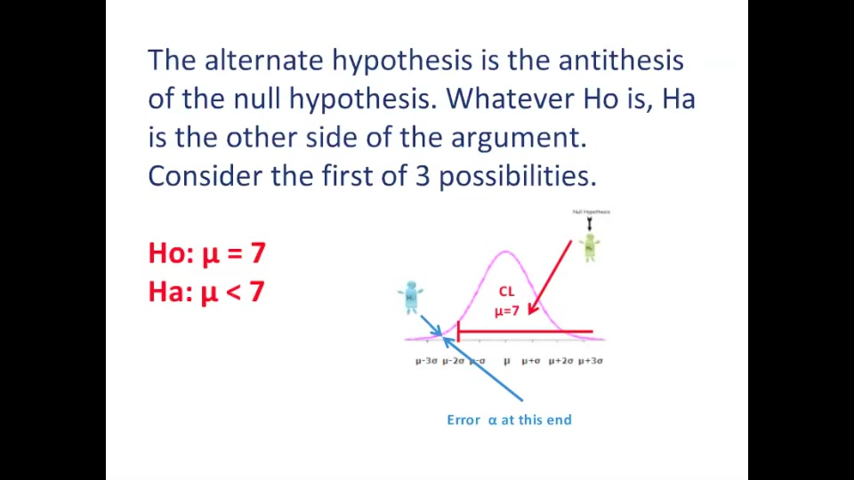 The alternate hypothesis is the antithesis
of the null hypothesis. Whatever Ho is, Ha
is the other side of the argument.
Consider the first of 3 possibilities.
Null Hypothesis
Ho: μ = 7
Ha: μ < 7
CL
μ=7
μ-3σ μ-2σ μ-σ μ μ+σ μ+2σ μ+3σ
Error α at this end